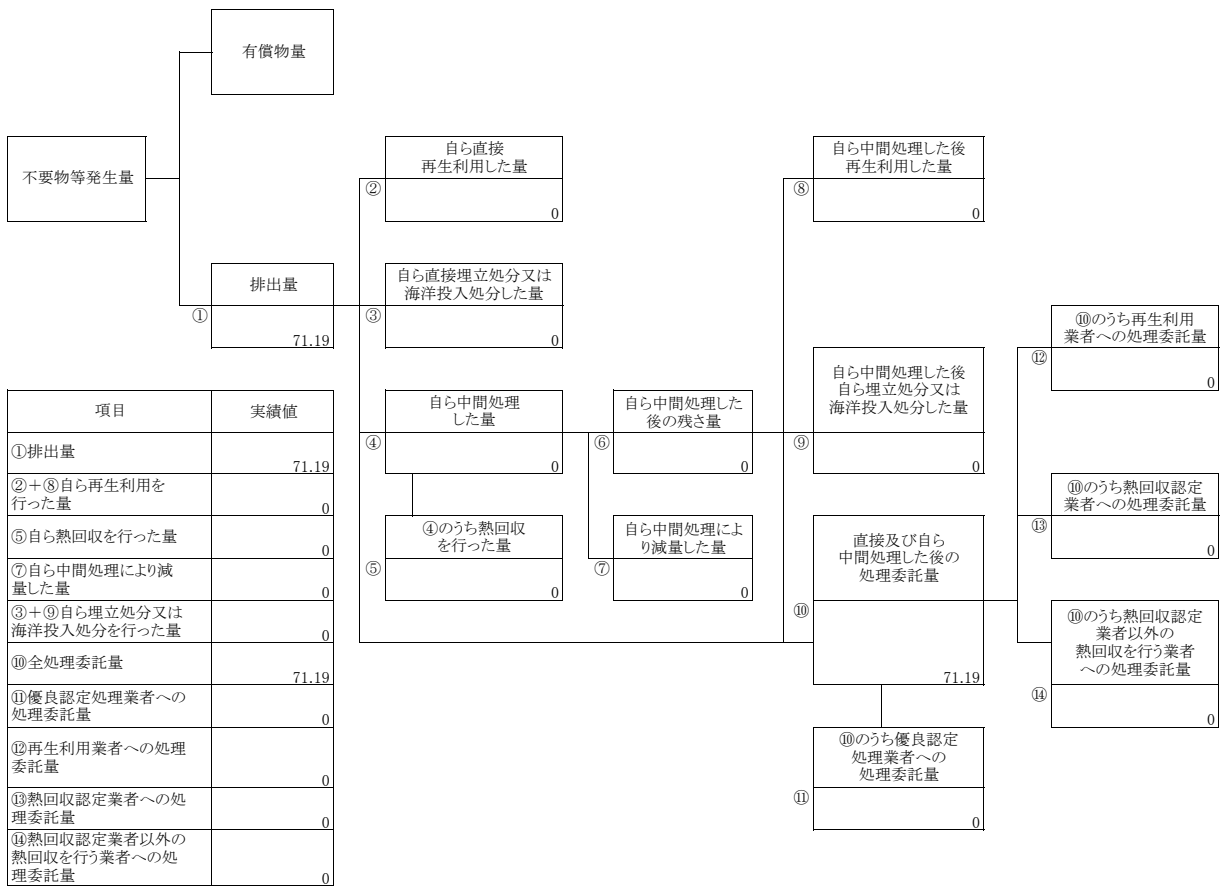 有償物量
不要物等発生量
排出量
①
71.19
自ら直接
再生利用した量
②
0
自ら直接埋立処分又は
海洋投入処分した量
③
0
自ら中間処理
した量
④
0
④のうち熱回収
を行った量
⑤
0
自ら中間処理した
後の残さ量
⑥
0
自ら中間処理によ
り減量した量
⑦
0
自ら中間処理した後
再生利用した量
⑧
0
自ら中間処理した後
自ら埋立処分又は
海洋投入処分した量
⑨
0
直接及び自ら
中間処理した後の
処理委託量
⑩
71.19
⑩のうち優良認定
処理業者への
処理委託量
⑪
0
⑩のうち再生利用
業者への処理委託量
⑫
0
⑩のうち熱回収認定
業者への処理委託量
⑬
0
⑩のうち熱回収認定
業者以外の
熱回収を行う業者
への処理委託量
⑭
0
項目 実績値
①排出量
71.19
②＋⑧自ら再生利用を
行った量
0
⑤自ら熱回収を行った量
0
⑦自ら中間処理により減
量した量
0
③＋⑨自ら埋立処分又は
海洋投入処分を行った量
0
⑩全処理委託量
71.19
⑪優良認定処理業者への
処理委託量
0
⑫再生利用業者への処理
委託量
0
⑬熱回収認定業者への処
理委託量
0
⑭熱回収認定業者以外の
熱回収を行う業者への処
理委託量
0